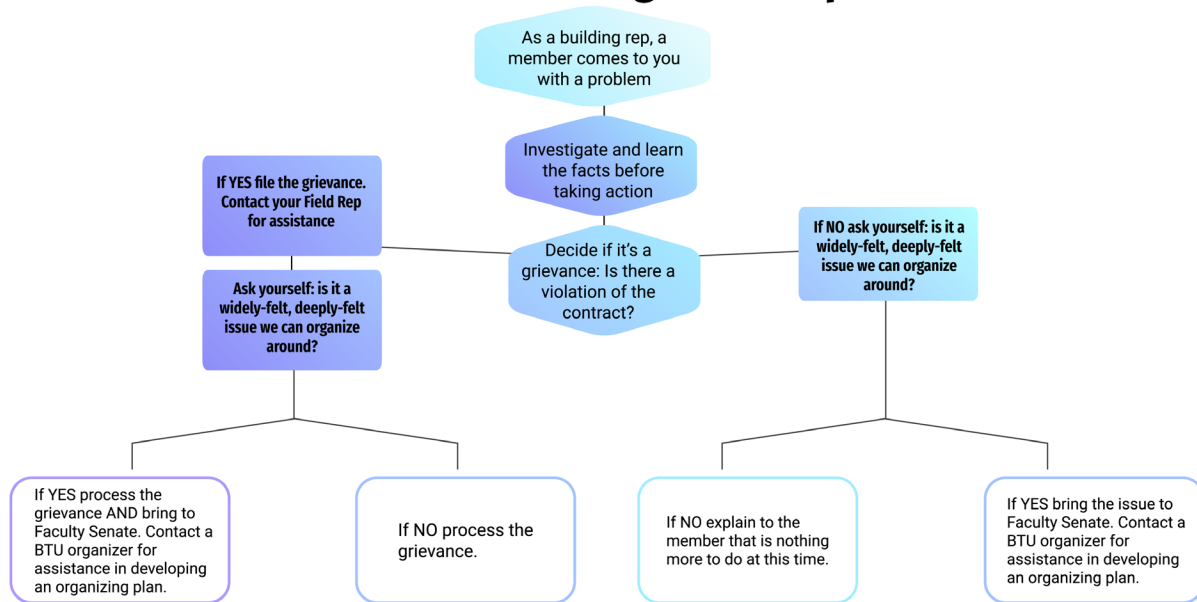 As a building rep, a
member comes to you
with a problem
Investigate and learn
the facts before
taking action
If YES file the grievance.
Contact your Field Rep
for assistance
Decide if it's a
grievance: Is there a
violation of the
contract?
If NO ask yourself: is it a
widely-felt, deeply-felt
issue we can organize
around?
Ask yourself: is it a
widely-felt, deeply-felt
issue we can organize
around?
If YES process the
grievance AND bring to
Faculty Senate. Contact a
BTU organizer for
assistance in developing
an organizing plan.
If NO process the
grievance.
If NO explain to the
member that is nothing
more to do at this time.
If YES bring the issue to
Faculty Senate. Contact a
BTU organizer for
assistance in developing
an organizing plan.